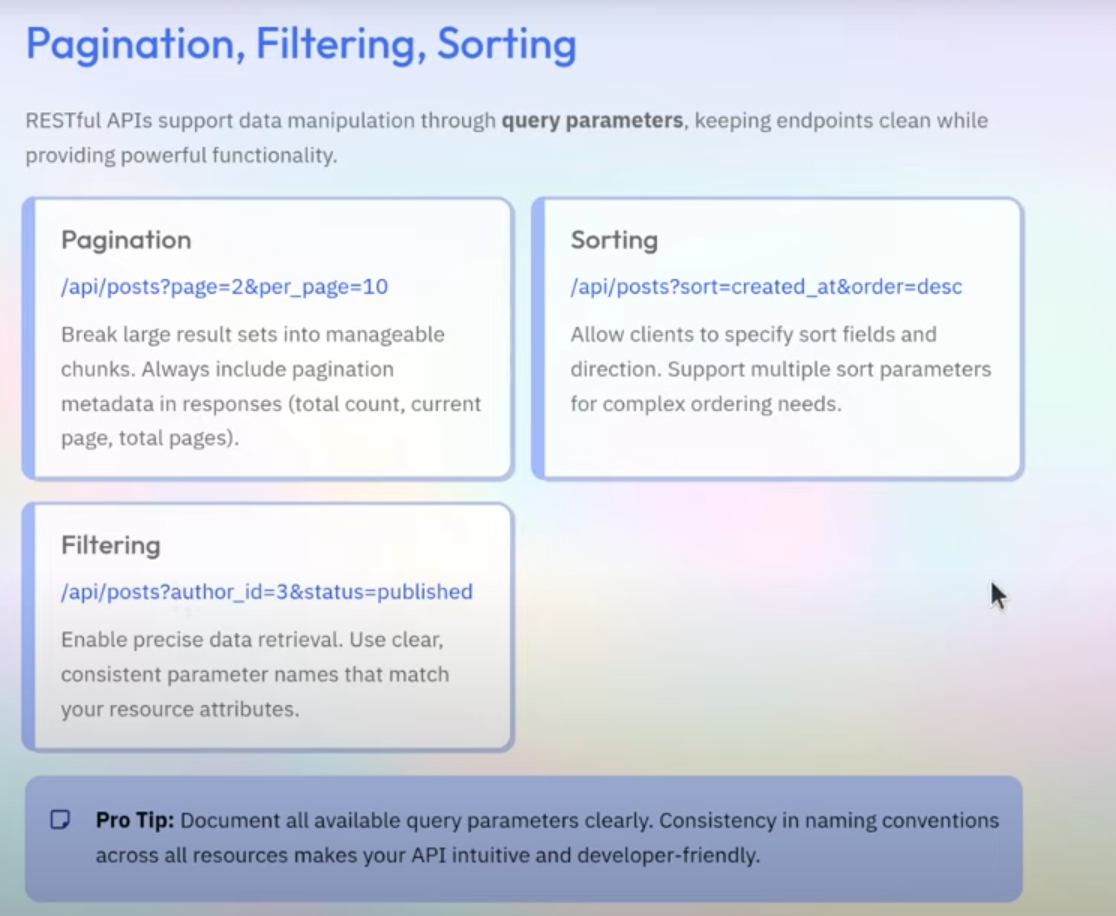 Pagination, Filtering, Sorting
RESTful APIs support data manipulation through query parameters, keeping endpoints clean while
providing powerful functionality.
Pagination
/api/posts?page=2&per_page=10
Break large result sets into manageable
chunks. Always include pagination
metadata in responses (total count, current
page, total pages).
Sorting
/api/posts?sort=created_at&order=desc
Allow clients to specify sort fields and
direction. Support multiple sort parameters
for complex ordering needs.
Filtering
/api/posts?author_id=3&status=published
Enable precise data retrieval. Use clear,
consistent parameter names that match
your resource attributes.
Pro Tip: Document all available query parameters clearly. Consistency in naming conventions
across all resources makes your API intuitive and developer-friendly.